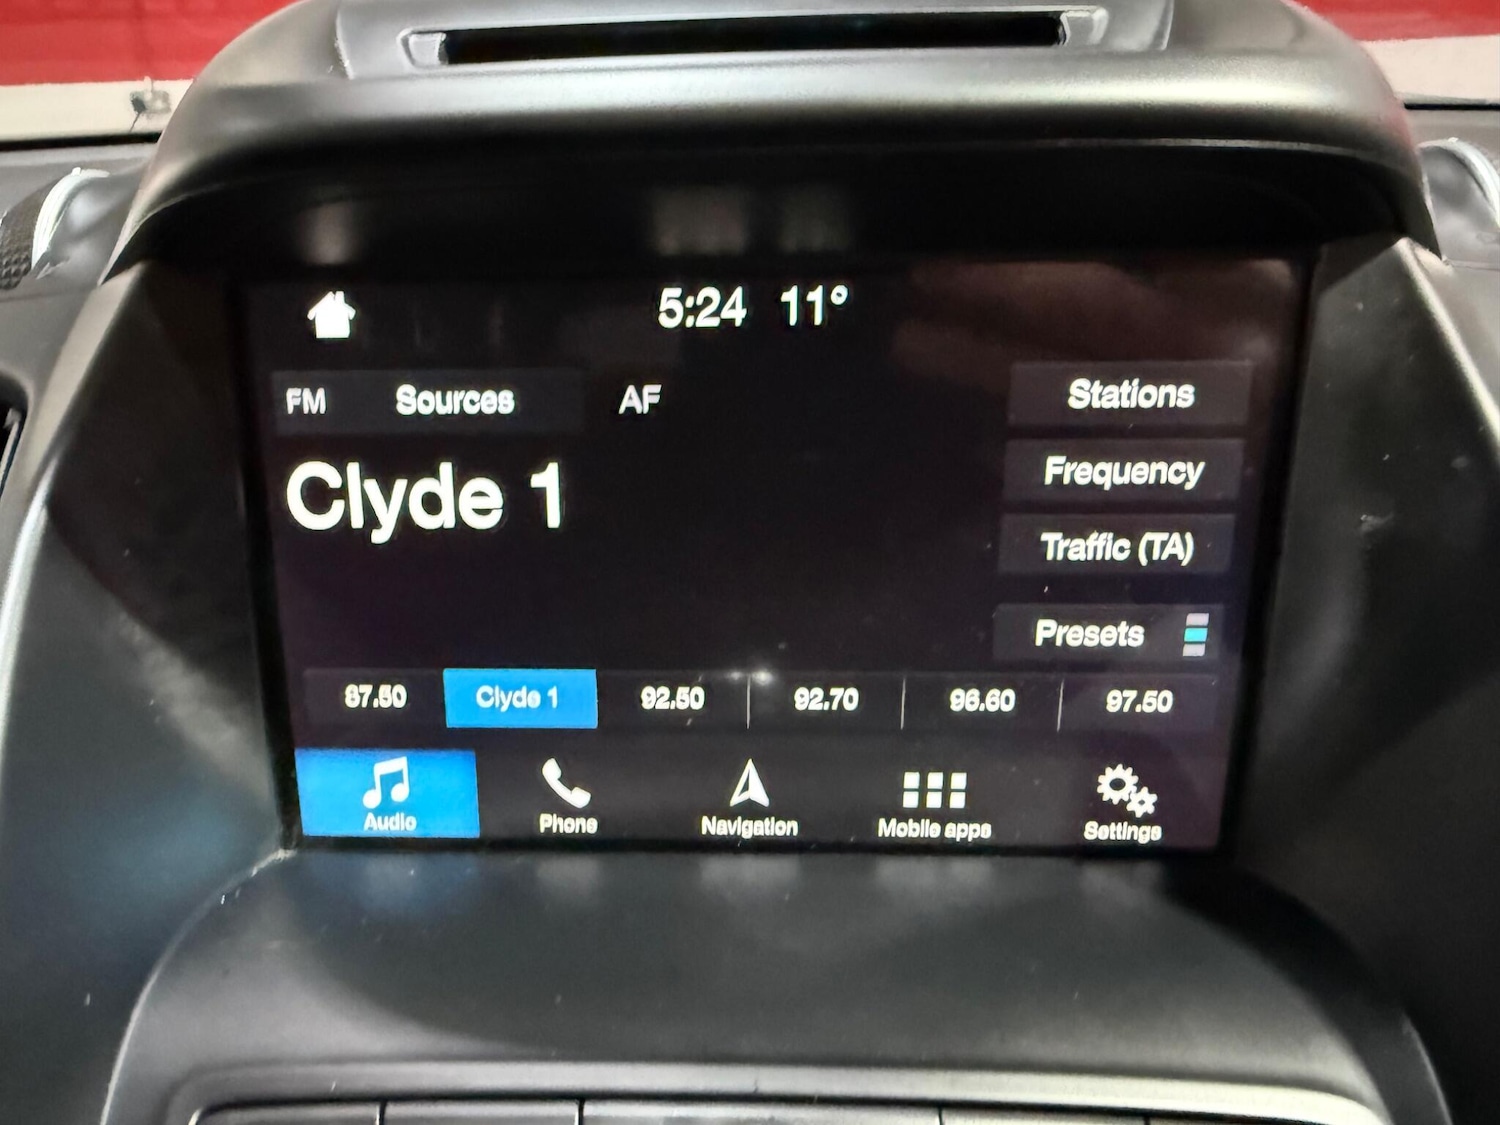 5:24 11°
FM Sources AF
Stations
Clyde 1
Frequency
Traffic (TA)
Presets
87.50 Clyde 1 92.50 92.70 96.60 97.50
Audio Phone Navigation Mobile apps Settings